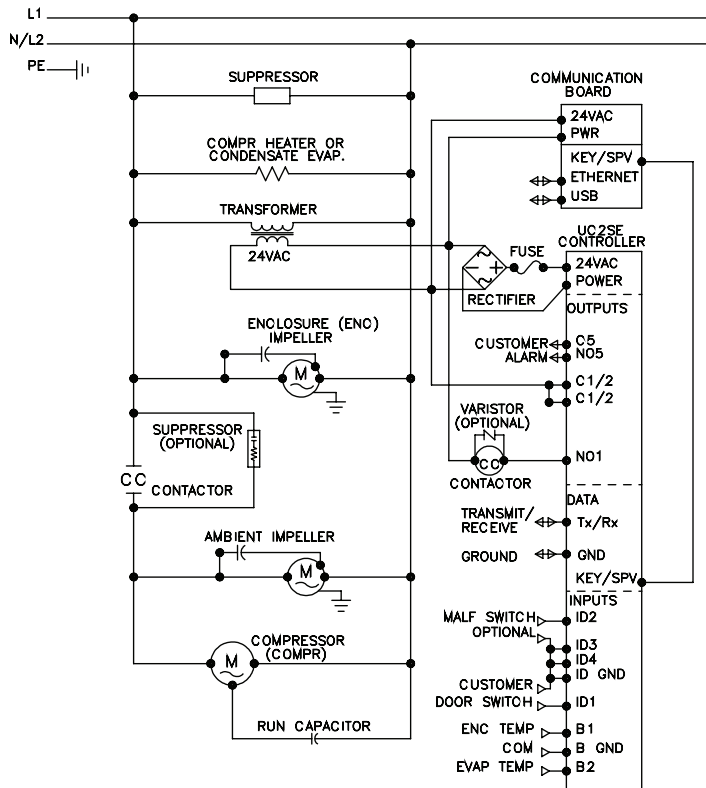 L1
N/L2
PE
SUPPRESSOR
COMPR HEATER OR
CONDENSATE EVAP.
TRANSFORMER
24VAC
COMMUNICATION
BOARD
24VAC
PWR
KEY/SPV
ETHERNET
USB
UC2SE
CONTROLLER
FUSE
24VAC
POWER
RECTIFIER
OUTPUTS
ENCLOSURE (ENC)
IMPELLER
M
CUSTOMER
ALARM
C5
NO5
C1/2
C1/2
SUPPRESSOR
(OPTIONAL)
CC
CONTACTOR
VARISTOR
(OPTIONAL)
CC
CONTACTOR
NO1
DATA
TRANSMIT/
RECEIVE
Tx/Rx
GROUND
GND
KEY/SPV
AMBIENT IMPELLER
M
INPUTS
MALF SWITCH
ID2
OPTIONAL
ID3
ID4
ID GND
CUSTOMER
DOOR SWITCH
ID1
COMPRESSOR
(COMPR)
M
RUN CAPACITOR
ENC TEMP
B1
COM
B GND
EVAP TEMP
B2